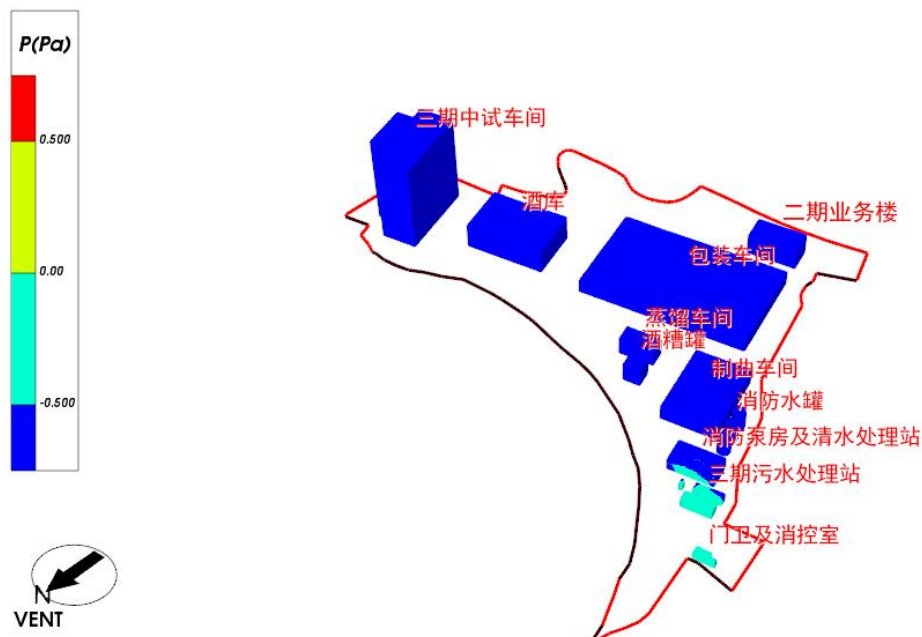 P(Pa)
0.500
0.00
-0.500
三期中试车间
酒库
二期业务楼
包装车间
蒸馏车间
酒糟罐
制曲车间
消防水罐
消防泵房及清水处理站
三期污水处理站
门卫及消控室
N
VENT